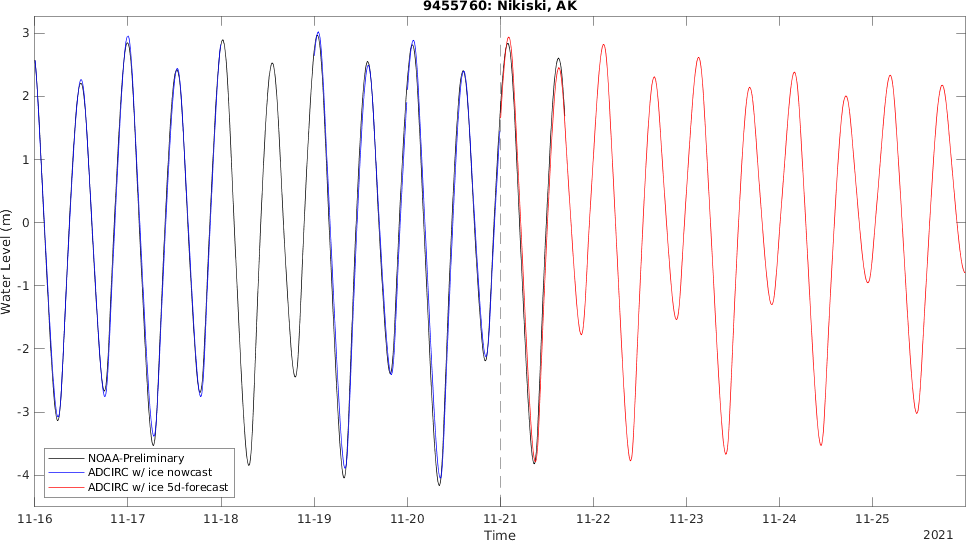 9455760: Nikiski, AK
Water Level (m)
3
2
1
0
-1
-2
-3
-4
NOAA-Preliminary
ADCIRC w/ ice nowcast
ADCIRC w/ ice 5d-forecast
11-16 11-17 11-18 11-19 11-20 11-21 11-22 11-23 11-24 11-25
Time
2021